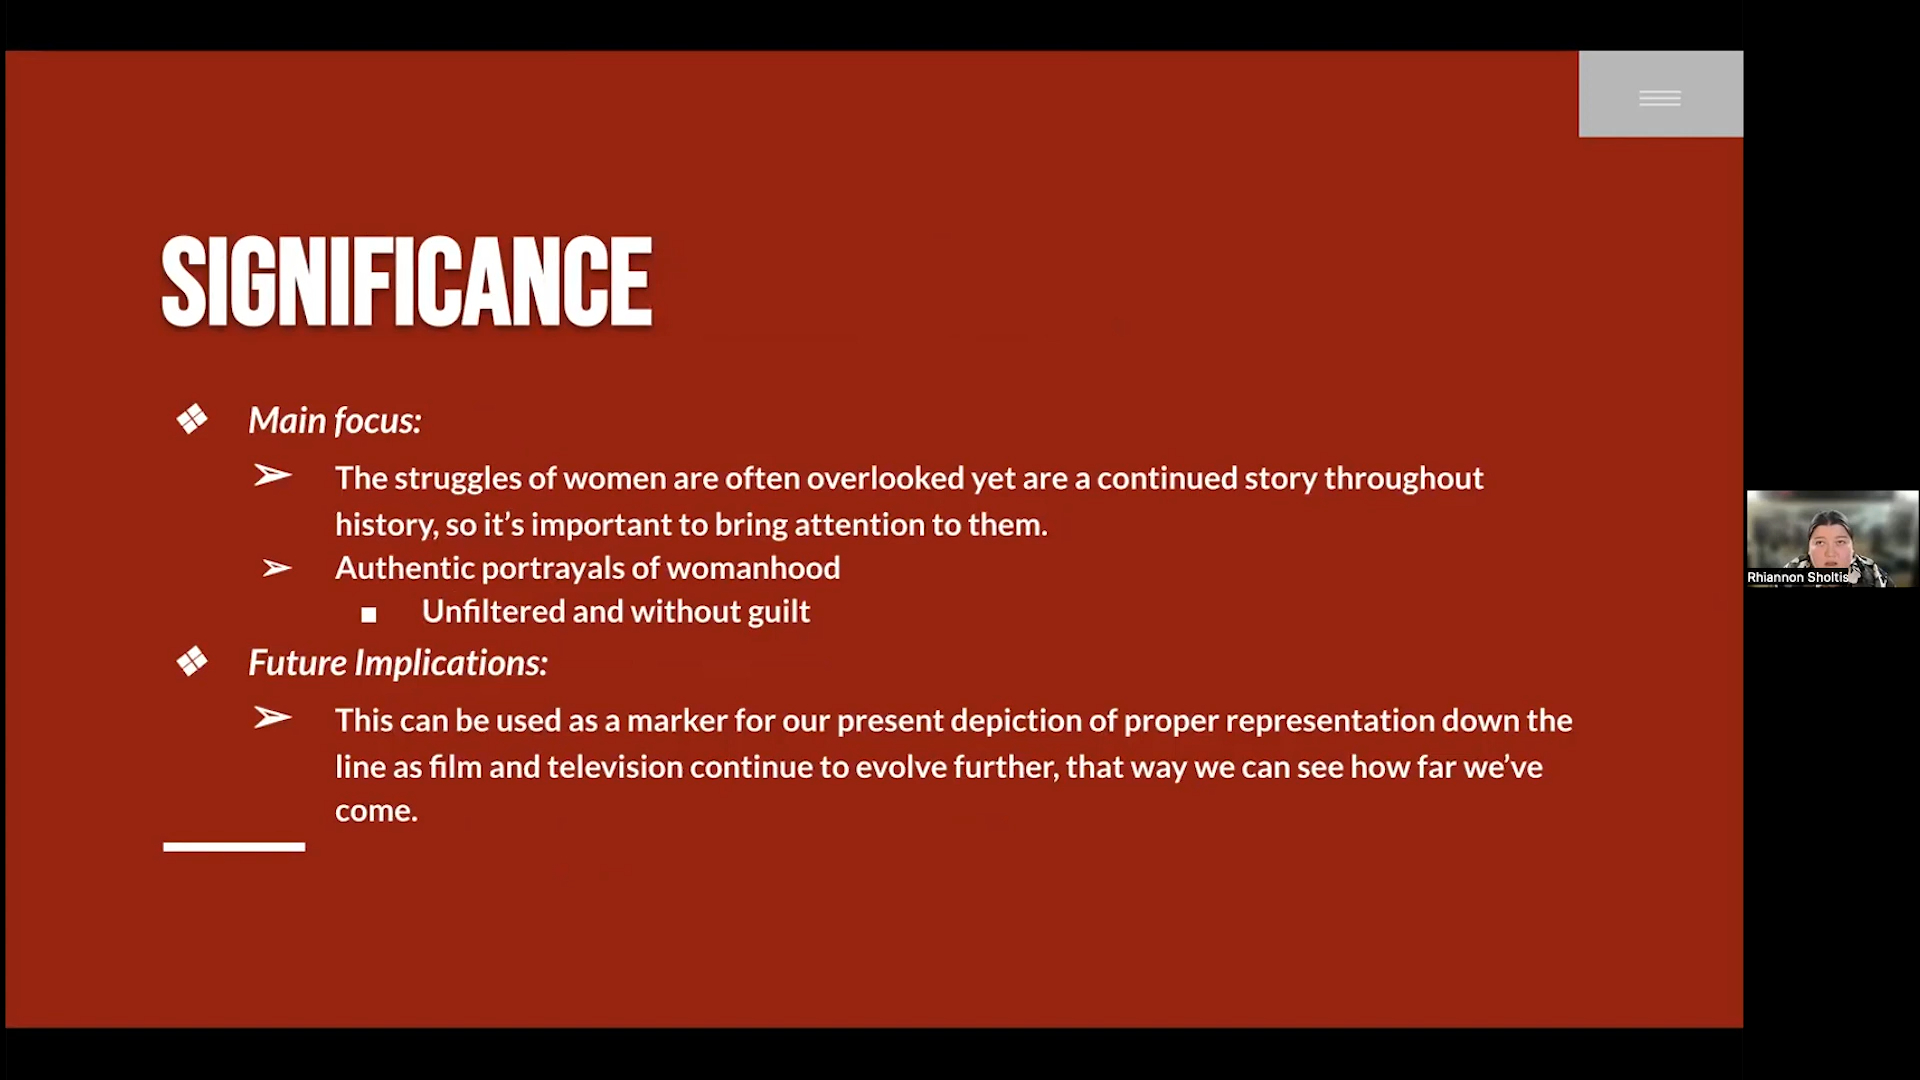 SIGNIFICANCE
❖ Main focus:
➢ The struggles of women are often overlooked yet are a continued story throughout
history, so it’s important to bring attention to them.
➢ Authentic portrayals of womanhood
■ Unfiltered and without guilt
❖ Future Implications:
➢ This can be used as a marker for our present depiction of proper representation down the
line as film and television continue to evolve further, that way we can see how far we’ve
come.
Rhiannon Sholtis